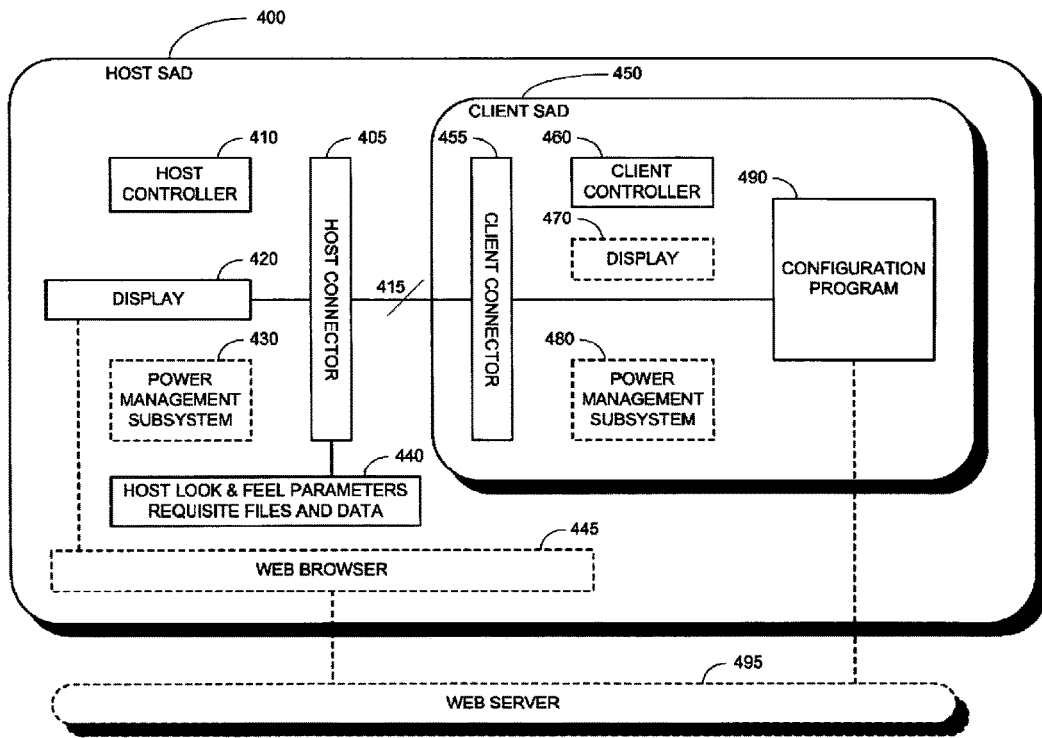 400
HOST SAD
450
CLIENT SAD
410
HOST
CONTROLLER
405
HOST CONNECTOR
455
CLIENT CONNECTOR
460
CLIENT
CONTROLLER
490
CONFIGURATION
PROGRAM
470
DISPLAY
420
DISPLAY
415
430
POWER
MANAGEMENT
SUBSYSTEM
480
POWER
MANAGEMENT
SUBSYSTEM
440
HOST LOOK & FEEL PARAMETERS
REQUISITE FILES AND DATA
445
WEB BROWSER
495
WEB SERVER